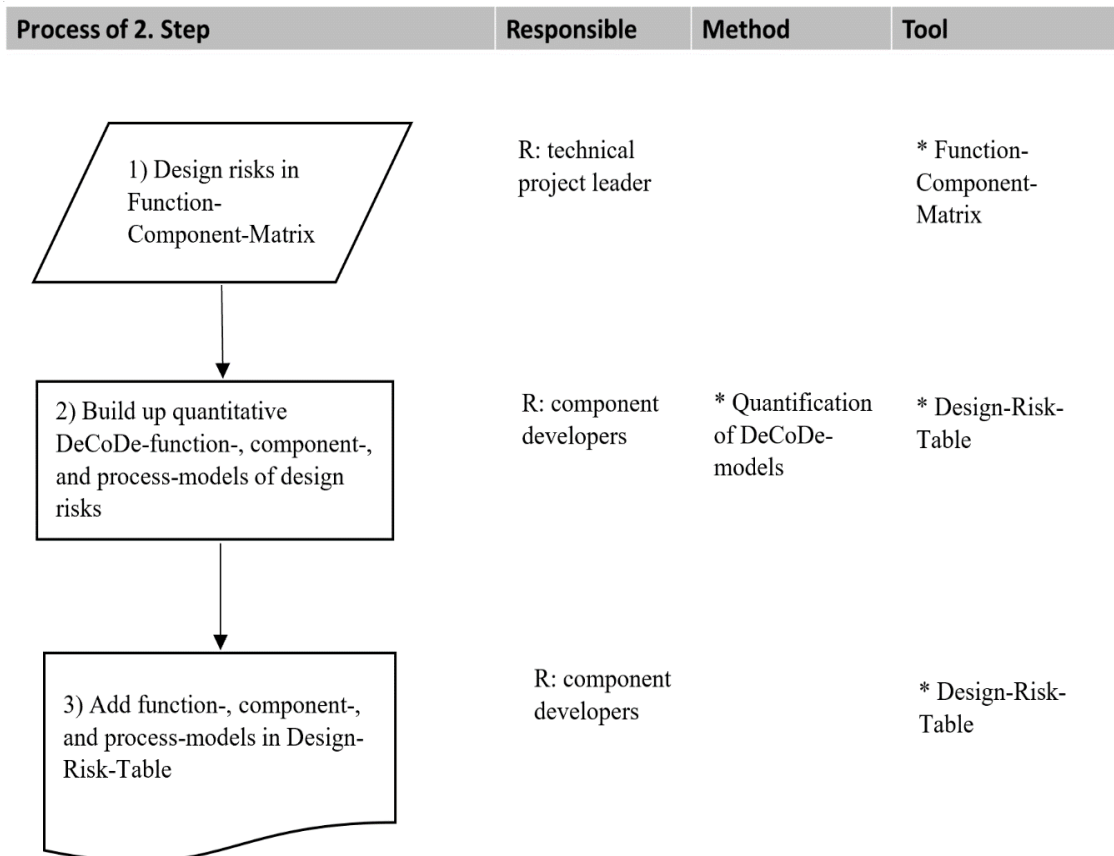 Process of 2. Step
Responsible
Method
Tool
1) Design risks in
Function-
Component-Matrix
R: technical
project leader
* Function-
Component-
Matrix
2) Build up quantitative
DeCoDe-function-, component-,
and process-models of design
risks
R: component
developers
* Quantification
of DeCoDe-
models
* Design-Risk-
Table
3) Add function-, component-,
and process-models in Design-
Risk-Table
R: component
developers
* Design-Risk-
Table